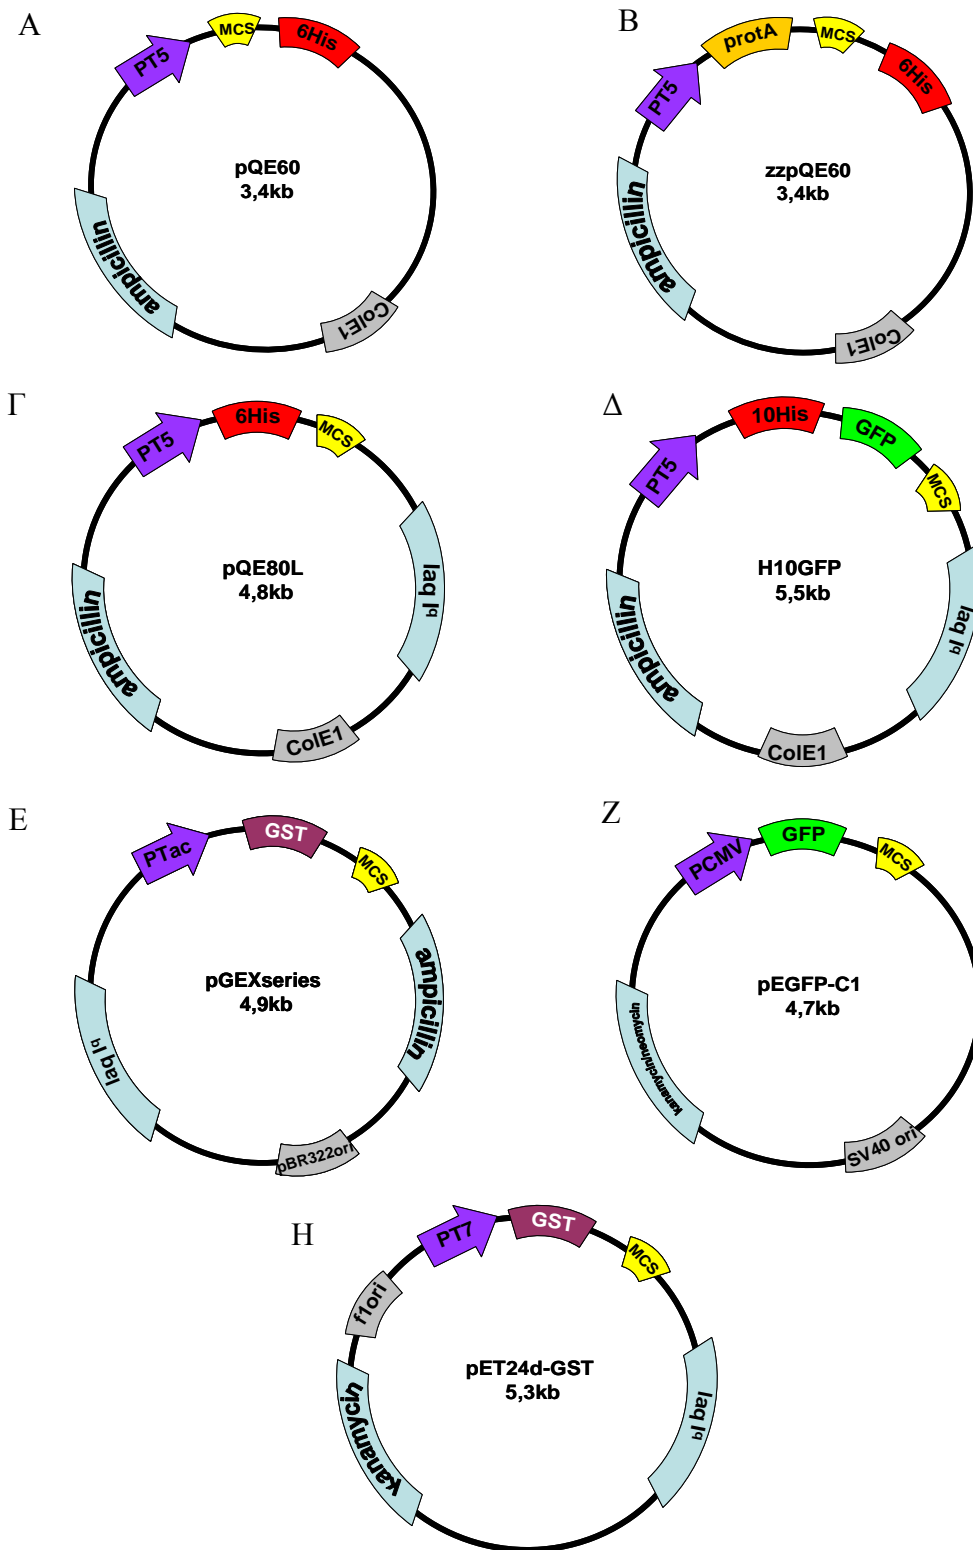 A
PT5
MCS
6His
pQE60
3,4kb
ampicillin
ColE1
B
PT5
protA
MCS
6His
zzpQE60
3,4kb
ampicillin
ColE1
Γ
PT5
6His
MCS
pQE80L
4,8kb
laq Iq
ampicillin
ColE1
Δ
PT5
10His
GFP
MCS
H10GFP
5,5kb
laq Iq
ampicillin
ColE1
E
PTac
GST
MCS
pGEXseries
4,9kb
ampicillin
laq Iq
pBR322ori
Z
PCMV
GFP
MCS
pEGFP-C1
4,7kb
kanamycin/neomycin
SV40 ori
H
f1ori
PT7
GST
MCS
pET24d-GST
5,3kb
laq Iq
kanamycin